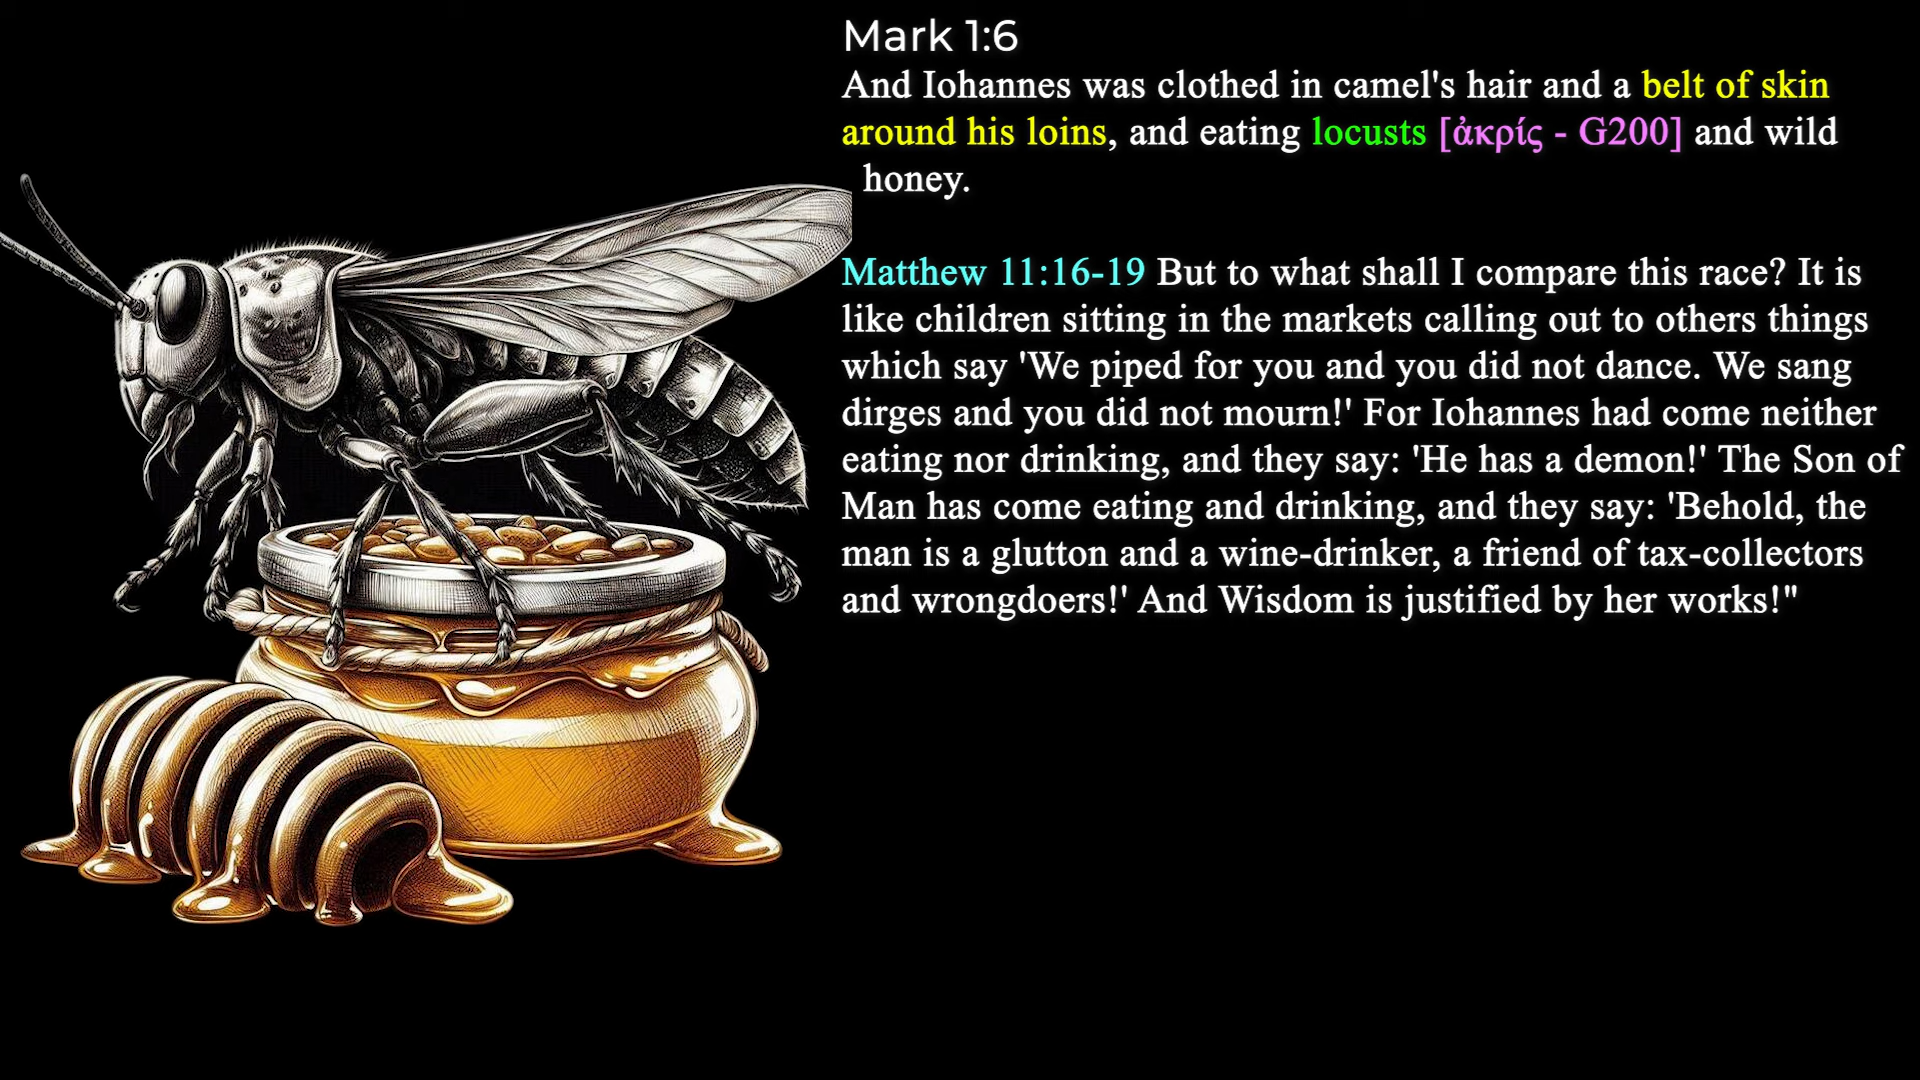 Mark 1:6
And Iohannes was clothed in camel's hair and a belt of skin
around his loins, and eating locusts [ἀκρίς - G200] and wild
honey.
Matthew 11:16-19 But to what shall I compare this race? It is
like children sitting in the markets calling out to others things
which say 'We piped for you and you did not dance. We sang
dirges and you did not mourn!' For Iohannes had come neither
eating nor drinking, and they say: 'He has a demon!' The Son of
Man has come eating and drinking, and they say: 'Behold, the
man is a glutton and a wine-drinker, a friend of tax-collectors
and wrongdoers!' And Wisdom is justified by her works!"